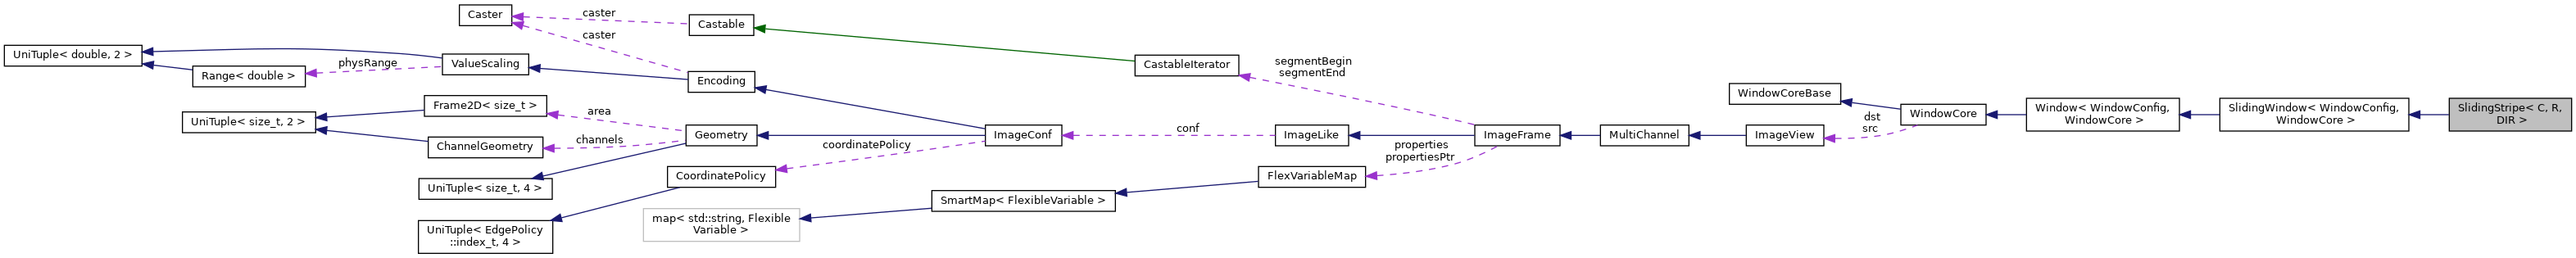 Caster
caster
Castable
caster
UniTuple< double, 2 >
physRange
ValueScaling
Range< double >
Encoding
CastableIterator
segmentBegin
segmentEnd
WindowCoreBase
Frame2D< size_t >
area
UniTuple< size_t, 2 >
ChannelGeometry
channels
Geometry
coordinatePolicy
ImageConf
conf
ImageLike
properties
propertiesPtr
ImageFrame
MultiChannel
ImageView
dst
src
WindowCore
Window< WindowConfig,
WindowCore >
SlidingWindow< WindowConfig,
WindowCore >
SlidingStripe< C, R,
DIR >
UniTuple< size_t, 4 >
CoordinatePolicy
FlexVariableMap
SmartMap< FlexibleVariable >
map< std::string, Flexible
Variable >
UniTuple< EdgePolicy
::index_t, 4 >